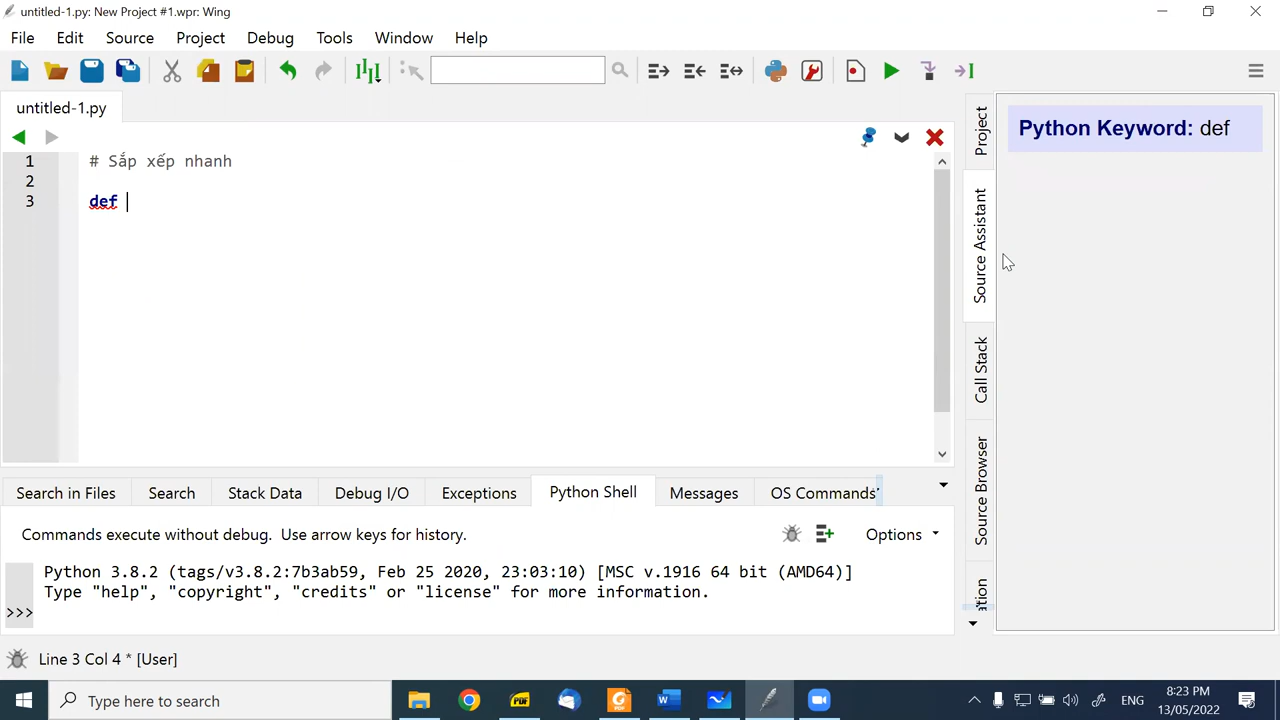 untitled-1.py: New Project #1.wpr: Wing
File Edit Source Project Debug Tools Window Help
untitled-1.py
1 # Sắp xếp nhanh
2
3 def
Project
Source Assistant
Call Stack
Source Browser
ation
Python Keyword: def
Search in Files Search Stack Data Debug I/O Exceptions Python Shell Messages OS Commands
Commands execute without debug. Use arrow keys for history.
Options
Python 3.8.2 (tags/v3.8.2:7b3ab59, Feb 25 2020, 23:03:10) [MSC v.1916 64 bit (AMD64)]
Type "help", "copyright", "credits" or "license" for more information.
>>>
Line 3 Col 4 * [User]
Type here to search
PDF
ENG
8:23 PM
13/05/2022